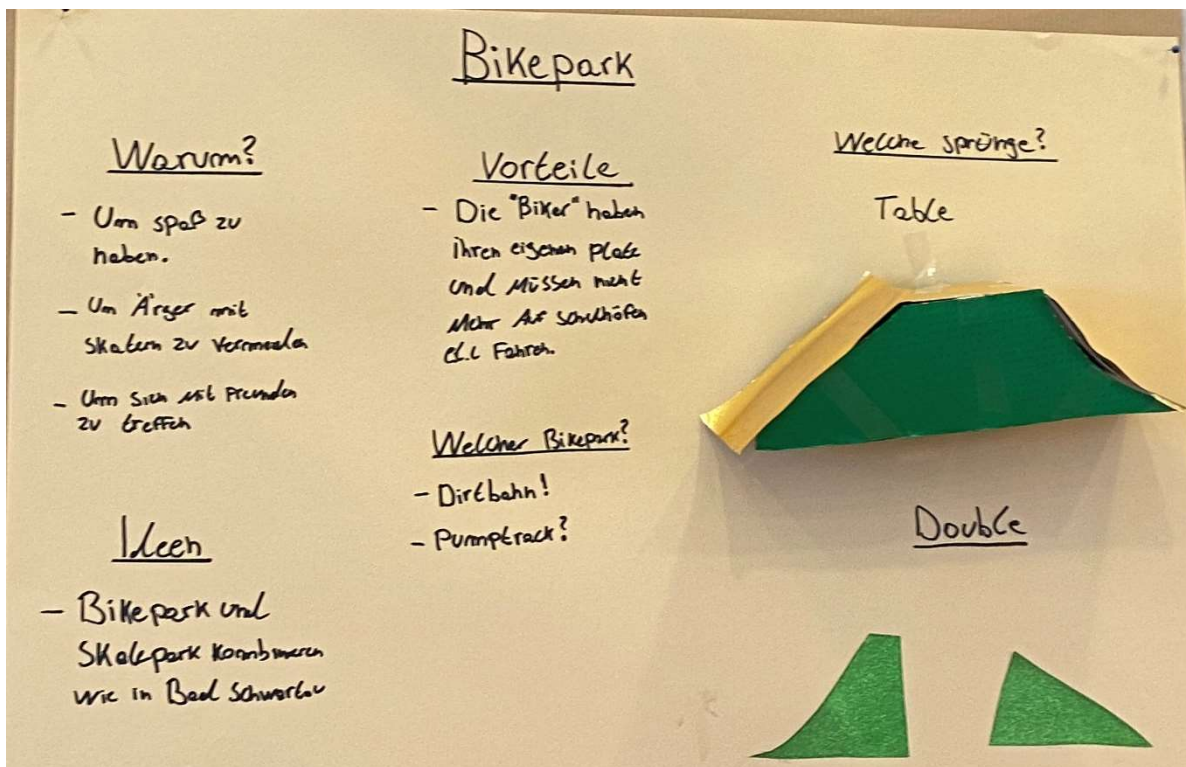 Bikepark
Warum?
- Um spaß zu
haben.
- Um Ärger mit
Skatern zu vermeiden
- Um sich mit Freunden
zu treffen
Ideen
- Bikepark und
Skatepark kombinieren
wie in Bad Schwartau
Vorteile
- Die "Biker" haben
ihren eigenen Platz
und müssen nicht
Mehr Auf schulhöfen
Fahren.
Welcher Bikepark?
- Dirtbahn!
- Pumptrack?
Welche sprünge?
Table
Double